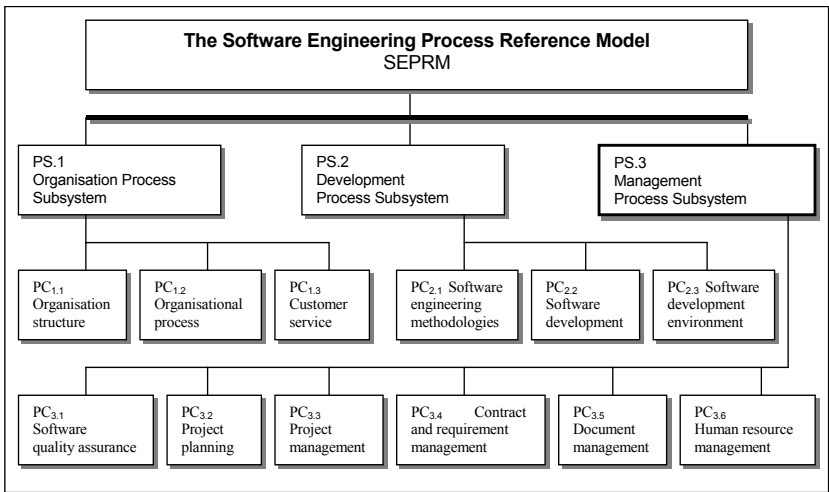 The Software Engineering Process Reference Model
SEPRM
PS.1
Organisation Process
Subsystem
PS.2
Development
Process Subsystem
PS.3
Management
Process Subsystem
PC1.1
Organisation
structure
PC1.2
Organisational
process
PC1.3
Customer
service
PC2.1 Software
engineering
methodologies
PC2.2
Software
development
PC2.3 Software
development
environment
PC3.1
Software
quality assurance
PC3.2
Project
planning
PC3.3
Project
management
PC3.4 Contract
and requirement
management
PC3.5
Document
management
PC3.6
Human resource
management